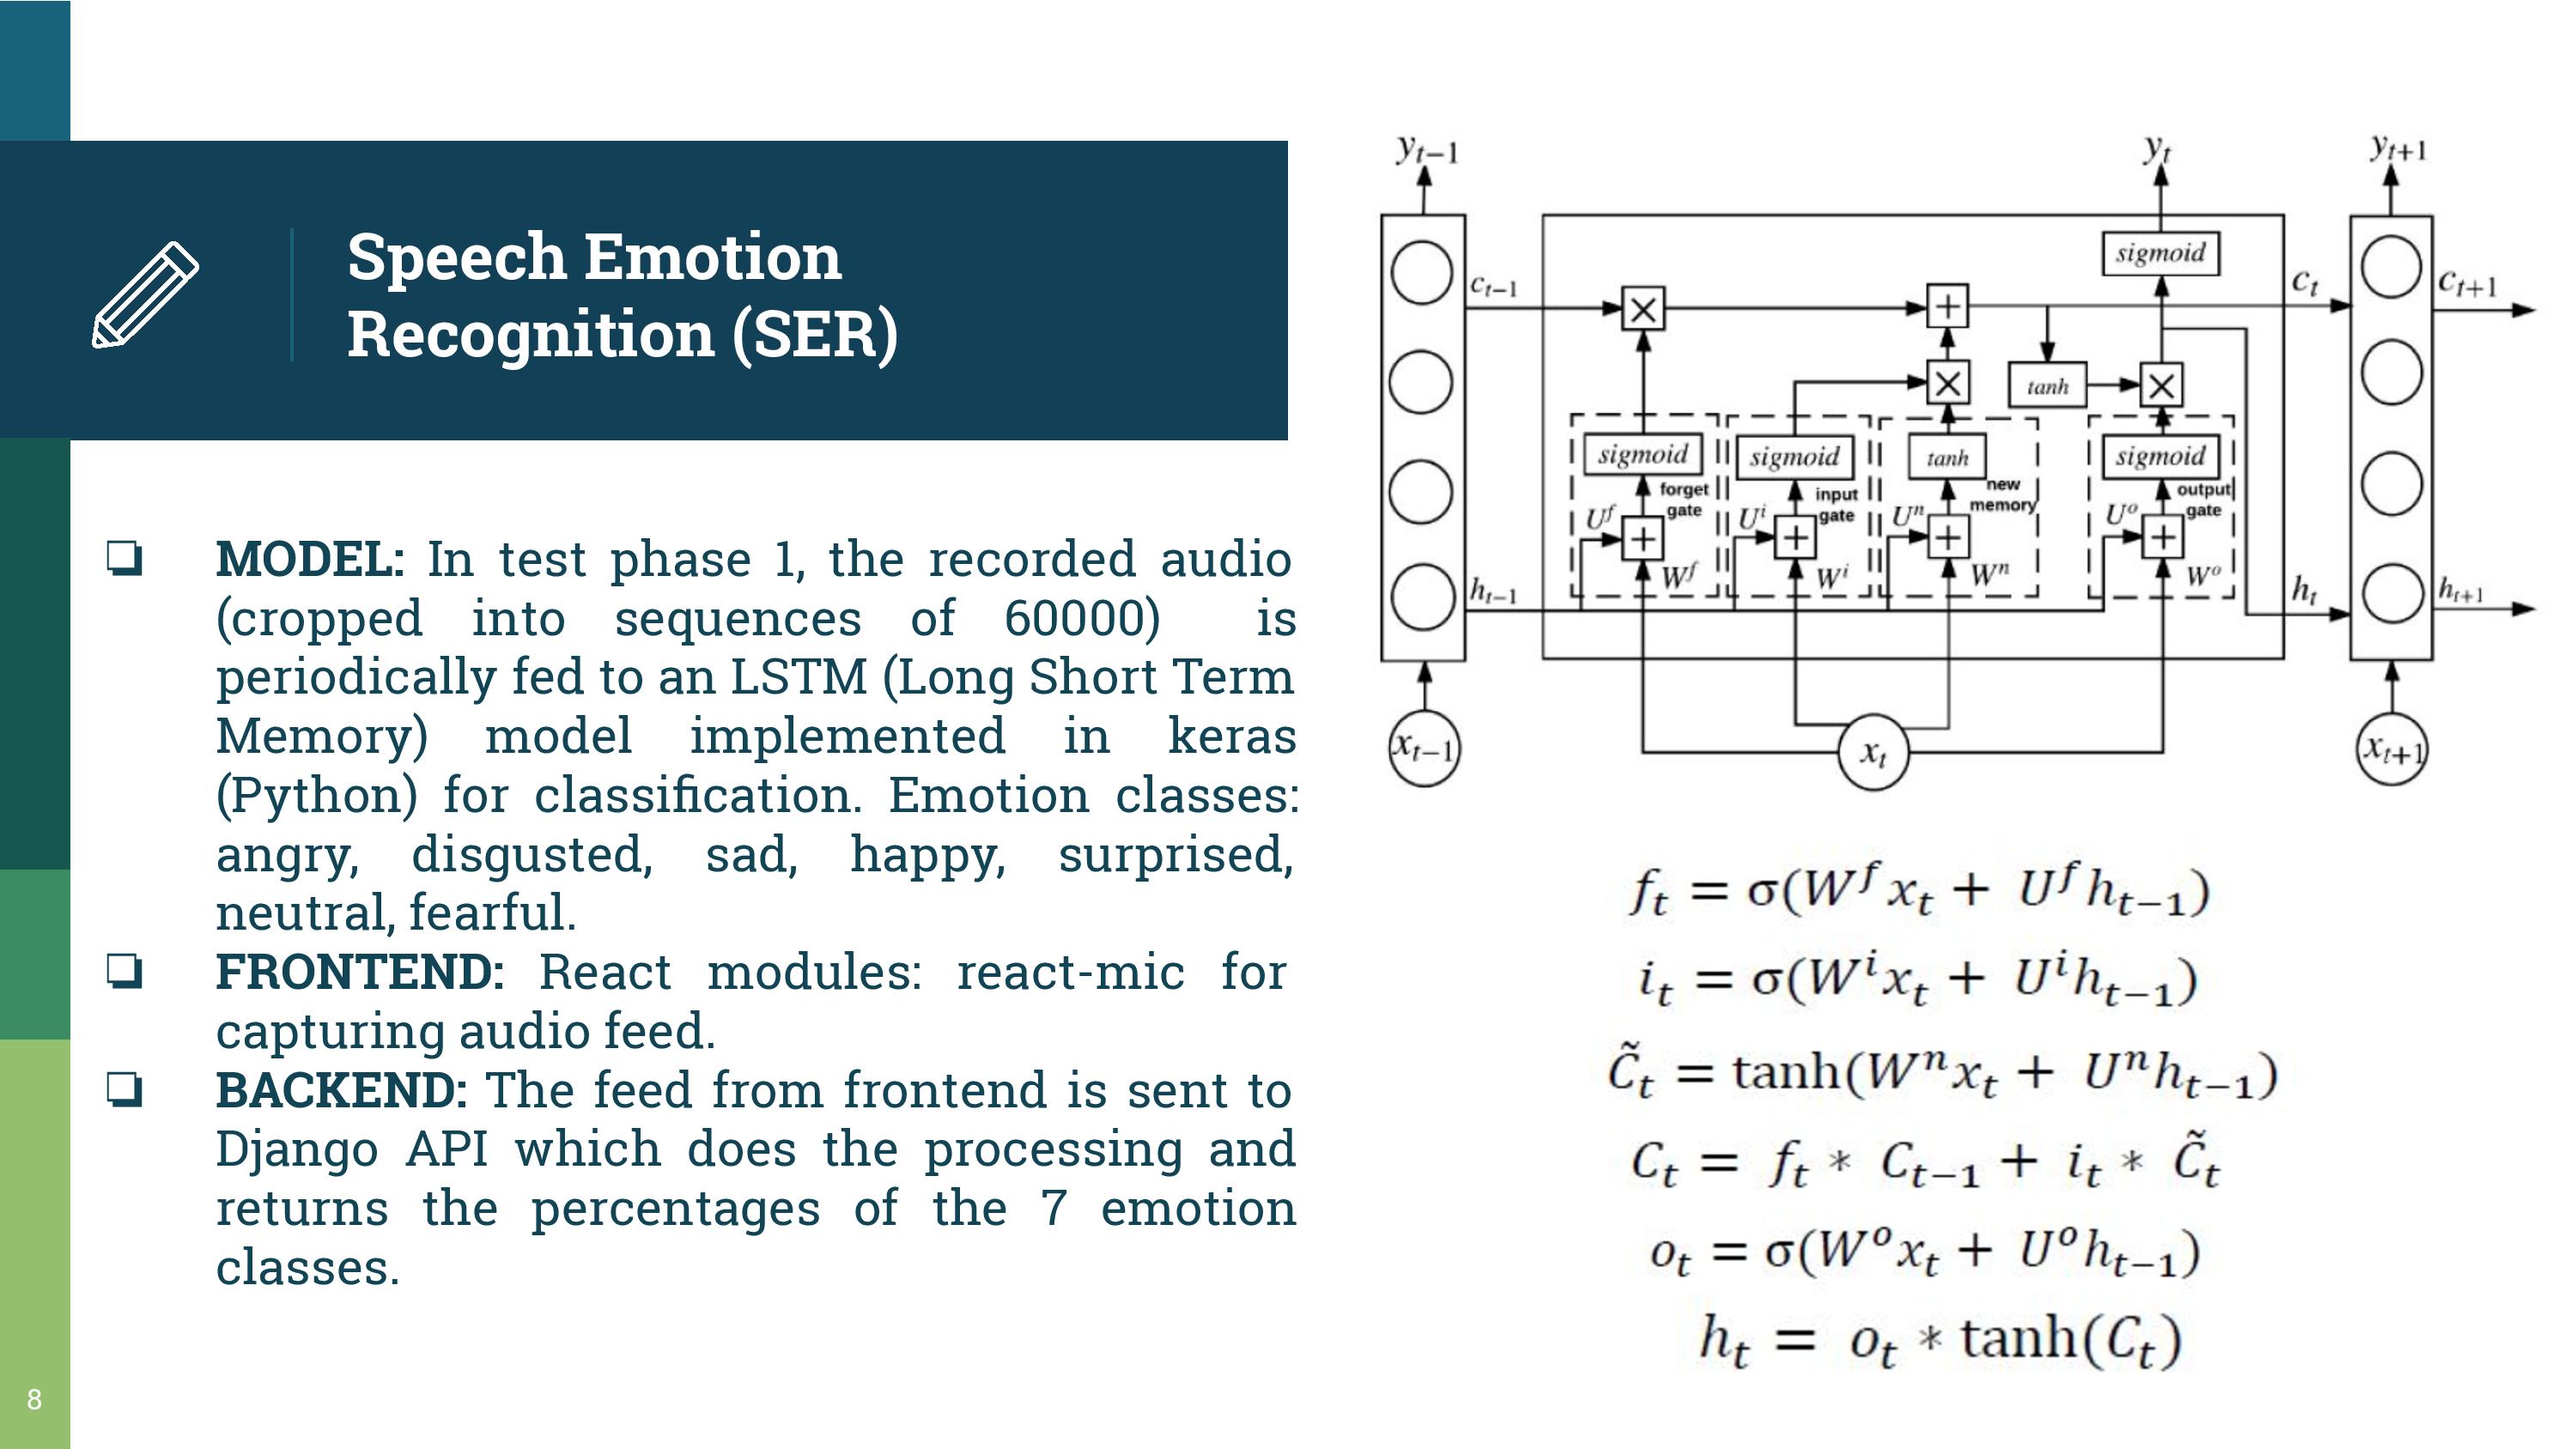 Speech Emotion
Recognition (SER)
❏ MODEL: In test phase 1, the recorded audio
(cropped into sequences of 60000) is
periodically fed to an LSTM (Long Short Term
Memory) model implemented in keras
(Python) for classification. Emotion classes:
angry, disgusted, sad, happy, surprised,
neutral, fearful.
❏ FRONTEND: React modules: react-mic for
capturing audio feed.
❏ BACKEND: The feed from frontend is sent to
Django API which does the processing and
returns the percentages of the 7 emotion
classes.
8
y_{t-1} y_t y_{t+1}
sigmoid
c_{t-1} c_t c_{t+1}
× +
× tanh ×
sigmoid sigmoid tanh sigmoid
forget gate input gate new memory output gate
U^f U^i U^n U^o
+ + + +
W^f W^i W^n W^o
h_{t-1} h_t h_{t+1}
x_{t-1} x_t x_{t+1}
f_t = σ(W^f x_t + U^f h_{t-1})
i_t = σ(W^i x_t + U^i h_{t-1})
C̃_t = tanh(W^n x_t + U^n h_{t-1})
C_t = f_t * C_{t-1} + i_t * C̃_t
o_t = σ(W^o x_t + U^o h_{t-1})
h_t = o_t * tanh(C_t)